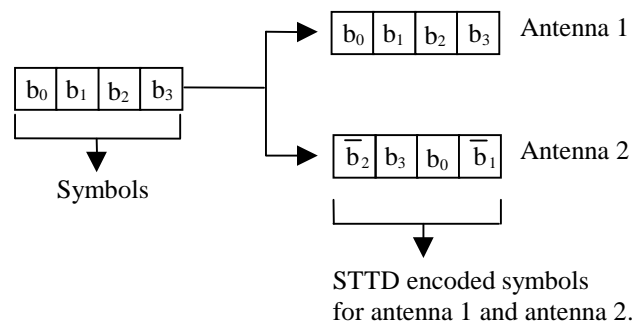 b₀ b₁ b₂ b₃ Antenna 1
b₀ b₁ b₂ b₃
b̅₂ b₃ b₀ b̅₁ Antenna 2
Symbols
STTD encoded symbols
for antenna 1 and antenna 2.